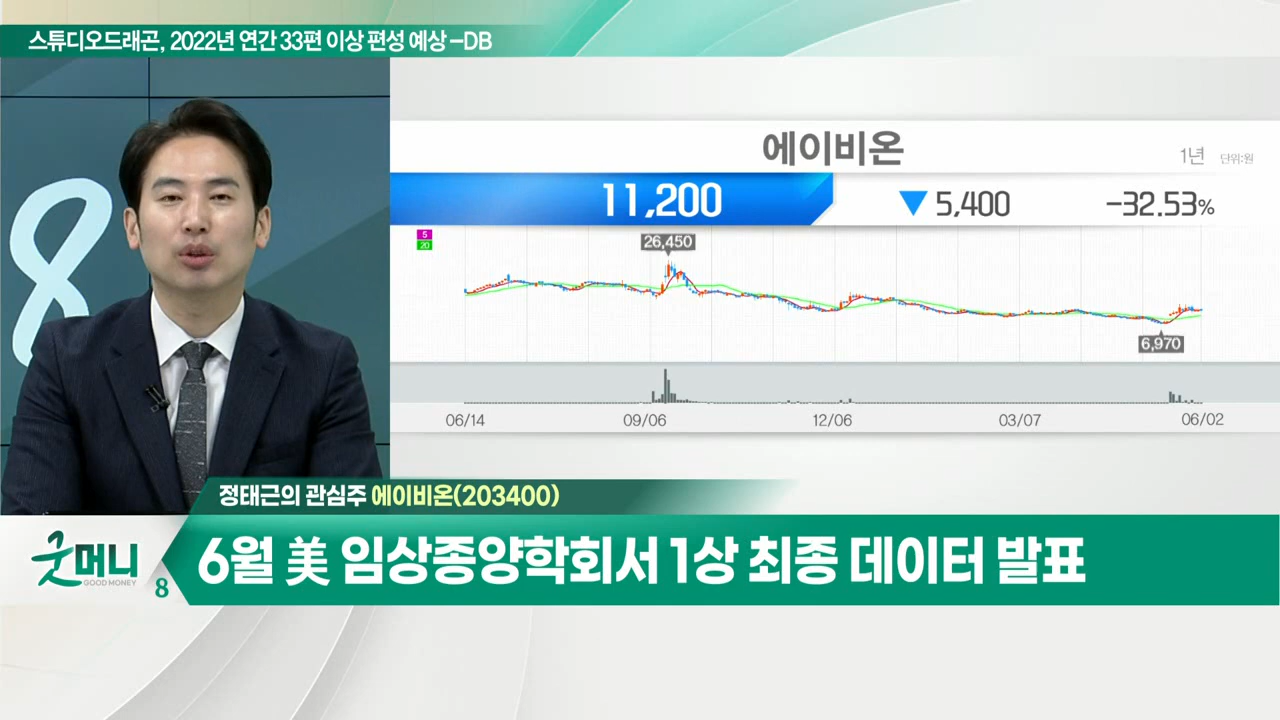 스튜디오드래곤, 2022년 연간 33편 이상 편성 예상 –DB
8
에이비온
1년 단위:원
11,200 ▼ 5,400 -32.53%
5
20
26,450
6,970
06/14 09/06 12/06 03/07 06/02
정태근의 관심주 에이비온(203400)
6월 美 임상종양학회서 1상 최종 데이터 발표
굿머니
GOOD MONEY
8